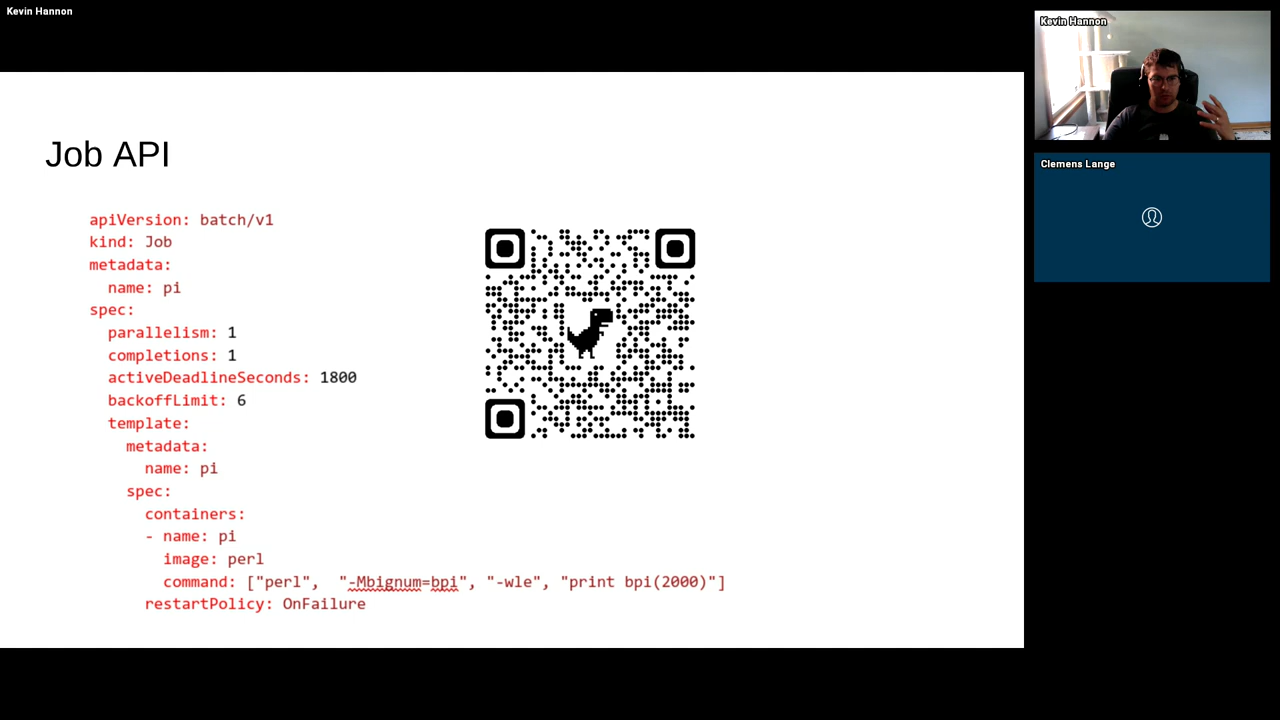 Kevin Hannon
Job API
apiVersion: batch/v1
kind: Job
metadata:
name: pi
spec:
parallelism: 1
completions: 1
activeDeadlineSeconds: 1800
backoffLimit: 6
template:
metadata:
name: pi
spec:
containers:
- name: pi
image: perl
command: ["perl", "-Mbignum=bpi", "-wle", "print bpi(2000)"]
restartPolicy: OnFailure
Kevin Hannon
Clemens Lange